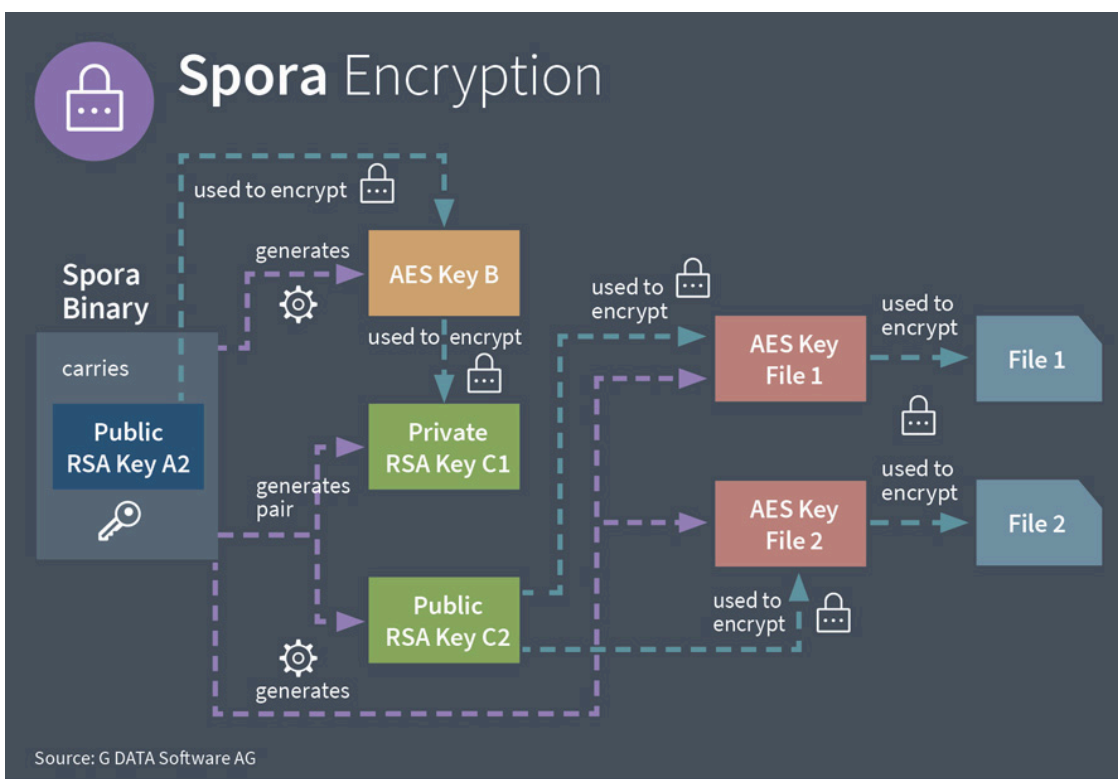 Spora Encryption
used to encrypt
generates
AES Key B
Spora
Binary
carries
Public
RSA Key A2
used to encrypt
Private
RSA Key C1
generates
pair
Public
RSA Key C2
generates
used to
encrypt
AES Key
File 1
used to
encrypt
File 1
AES Key
File 2
used to
encrypt
File 2
used to
encrypt
Source: G DATA Software AG